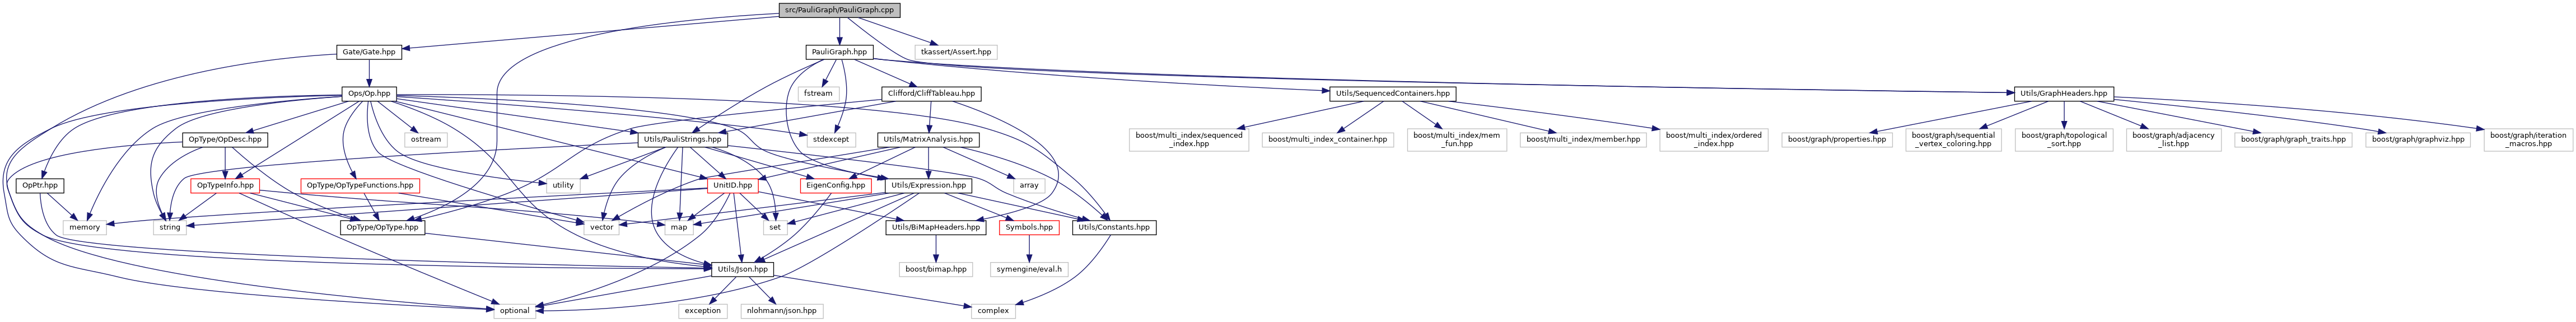 src/PauliGraph/PauliGraph.cpp
Gate/Gate.hpp
PauliGraph.hpp
tkassert/Assert.hpp
Ops/Op.hpp
fstream
Clifford/CliffTableau.hpp
Utils/SequencedContainers.hpp
Utils/GraphHeaders.hpp
OpType/OpDesc.hpp
ostream
Utils/PauliStrings.hpp
stdexcept
Utils/MatrixAnalysis.hpp
boost/multi_index/sequenced
_index.hpp
boost/multi_index_container.hpp
boost/multi_index/mem
_fun.hpp
boost/multi_index/member.hpp
boost/multi_index/ordered
_index.hpp
boost/graph/properties.hpp
boost/graph/sequential
_vertex_coloring.hpp
boost/graph/topological
_sort.hpp
boost/graph/adjacency
_list.hpp
boost/graph/graph_traits.hpp
boost/graph/graphviz.hpp
boost/graph/iteration
_macros.hpp
OpPtr.hpp
OpTypeInfo.hpp
OpType/OpTypeFunctions.hpp
utility
UnitID.hpp
EigenConfig.hpp
Utils/Expression.hpp
array
memory
string
OpType/OpType.hpp
vector
map
set
Utils/BiMapHeaders.hpp
Symbols.hpp
Utils/Constants.hpp
Utils/Json.hpp
boost/bimap.hpp
symengine/eval.h
optional
exception
nlohmann/json.hpp
complex